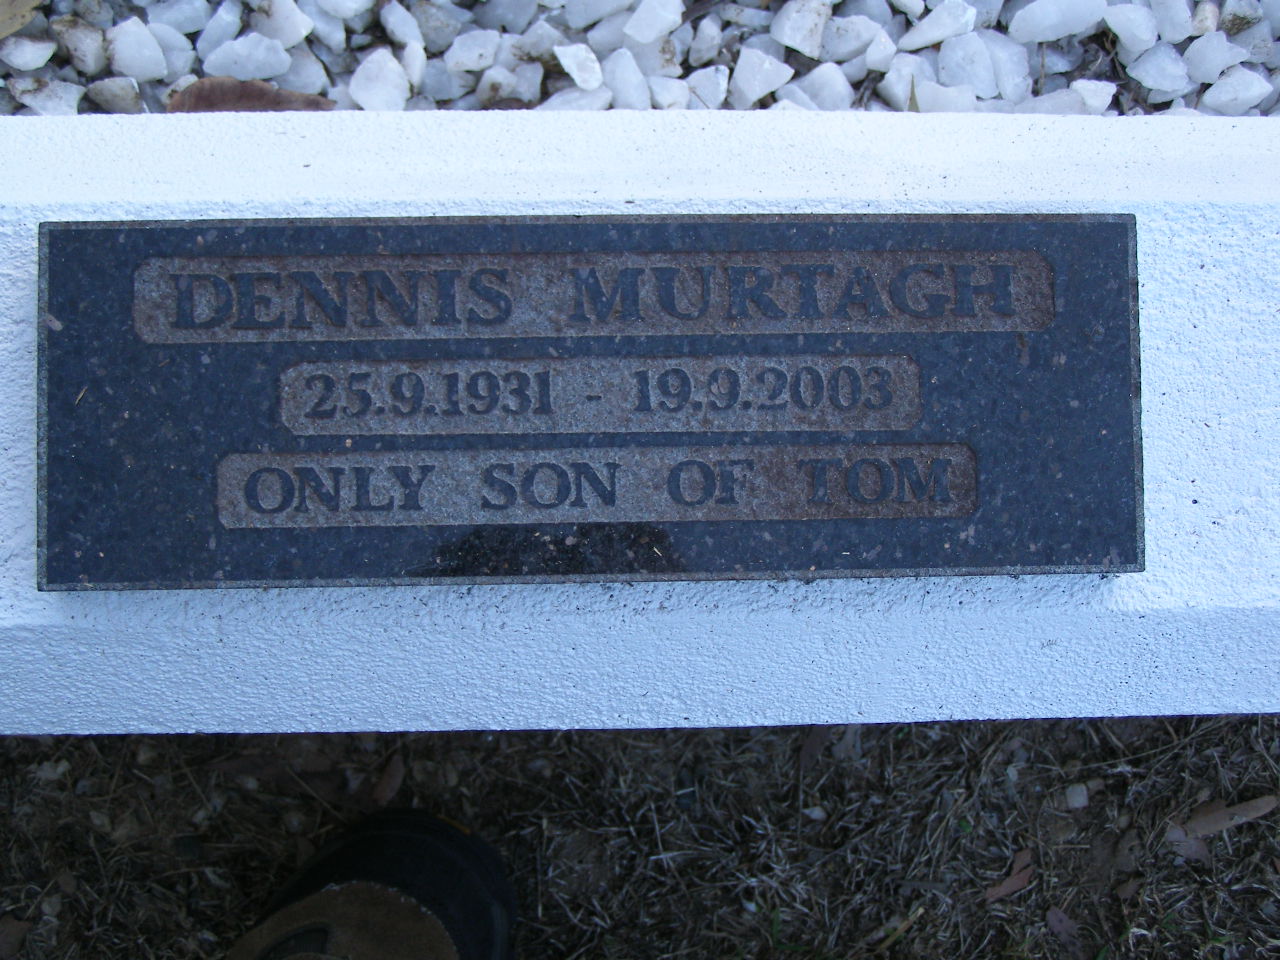 DENNIS MURTAGH
25.9.1931 - 19.9.2003
ONLY SON OF TOM